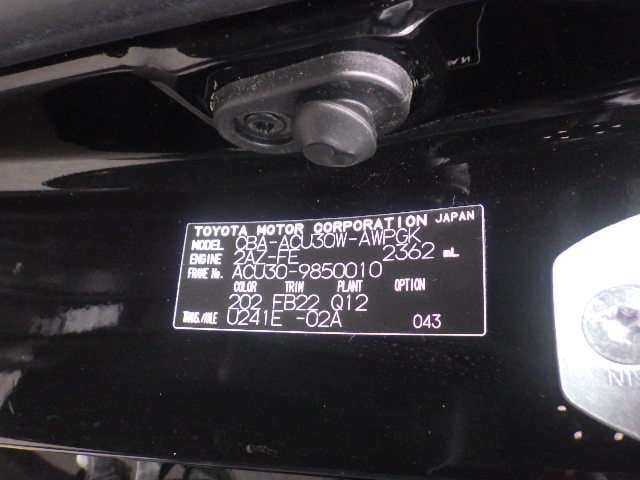 TOYOTA MOTOR CORPORATION JAPAN
MODEL CBA-ACU30W-AWPGK
ENGINE 2AZ-FE 2362 mL
FRAME No. ACU30-9850010
COLOR TRIM PLANT OPTION
202 FB22 Q12
TRANS./AXLE U241E -02A 043